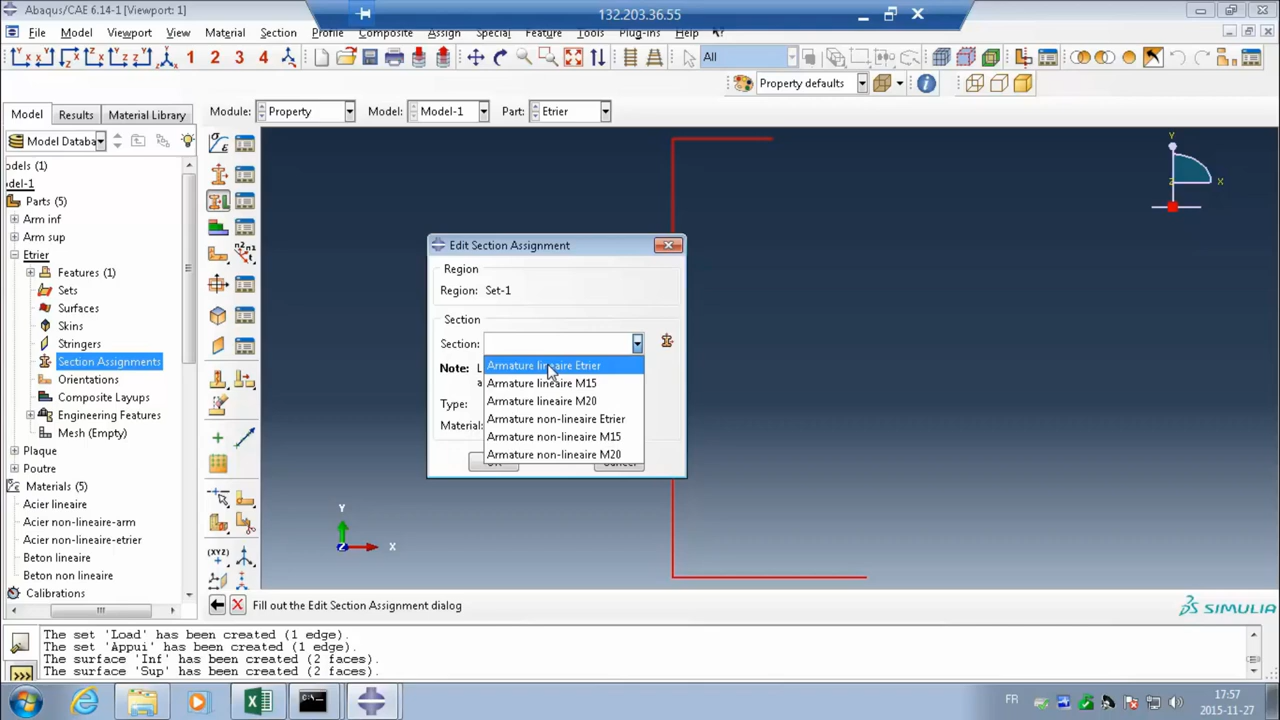 Abaqus/CAE 6.14-1 [Viewport: 1]
132.203.36.55
File Model Viewport View Material Section Profile Composite Assign Special Feature Tools Plug-ins Help
1 2 3 4 All
Property defaults
Model Results Material Library
Module: Property Model: Model-1 Part: Etrier
Model Databa
odels (1)
odel-1
Parts (5)
Arm inf
Arm sup
Etrier
Features (1)
Sets
Surfaces
Skins
Stringers
Section Assignments
Orientations
Composite Layups
Engineering Features
Mesh (Empty)
Plaque
Poutre
Materials (5)
Acier lineaire
Acier non-lineaire-arm
Acier non-lineaire-etrier
Beton lineaire
Beton non lineaire
Calibrations
Edit Section Assignment
Region
Region: Set-1
Section
Section:
Armature lineaire Etrier
Note: L
Armature lineaire M15
a
Type:
Armature lineaire M20
Armature non-lineaire Etrier
Material:
Armature non-lineaire M15
Armature non-lineaire M20
Y
X
Z
Y
X
Fill out the Edit Section Assignment dialog
SIMULIA
The set 'Load' has been created (1 edge).
The set 'Appui' has been created (1 edge).
The surface 'Inf' has been created (2 faces).
The surface 'Sup' has been created (2 faces).
>>>
FR
17:57
2015-11-27